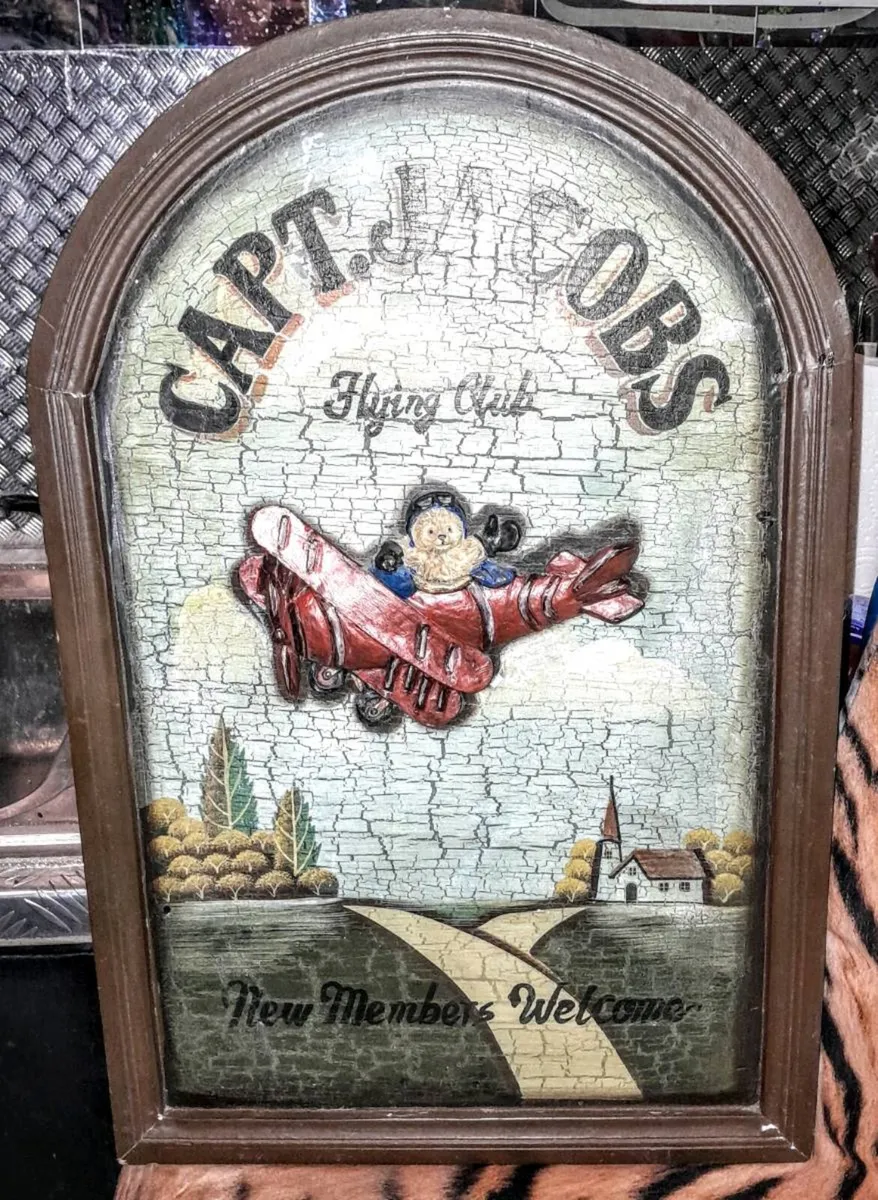 CAPT. JACOBS
Flying Club
New Members Welcome